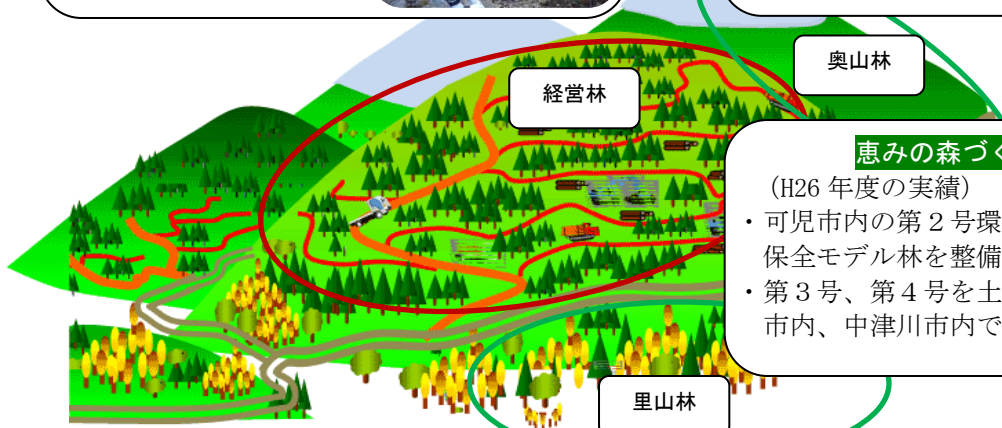 奥山林
経営林
恵みの森づ
（H26 年度の実績）
・可児市内の第２号環
保全モデル林を整備
・第３号、第４号を土
市内、中津川市内で
里山林